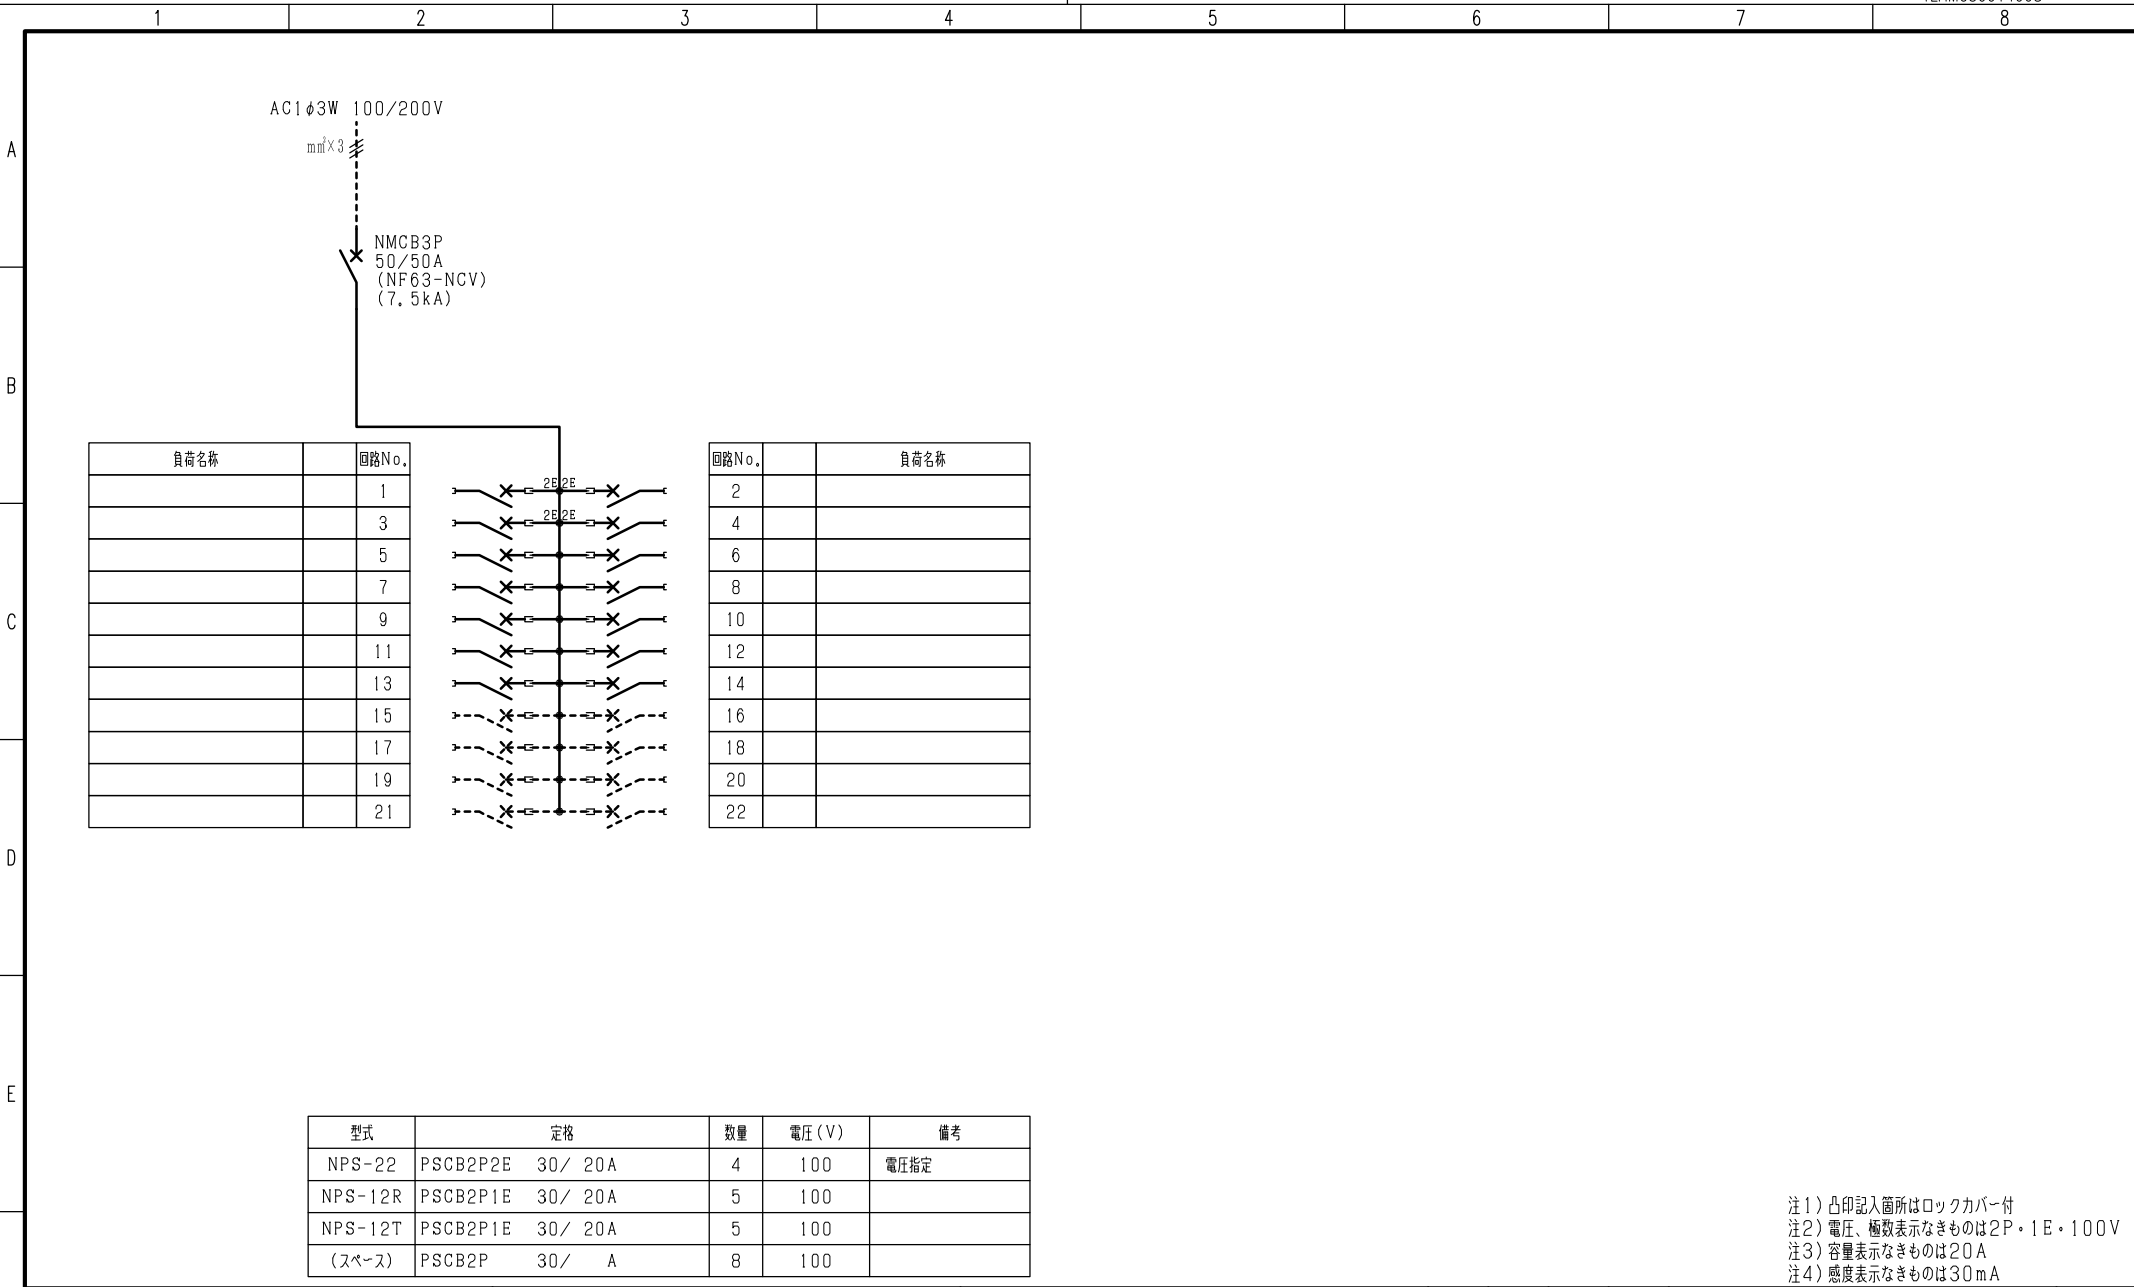 1 2 3 4 5 6 7 8
A
B
C
D
E
AC1φ3W 100/200V
mm²×3
NMCB3P
50/50A
(NF63-NCV)
(7.5kA)
負荷名称 回路No. 回路No. 負荷名称
1 2E 2E 2
3 2E 2E 4
5 6
7 8
9 10
11 12
13 14
15 16
17 18
19 20
21 22
型式 定格 数量 電圧(V) 備考
NPS-22 PSCB2P2E 30/ 20A 4 100 電圧指定
NPS-12R PSCB2P1E 30/ 20A 5 100
NPS-12T PSCB2P1E 30/ 20A 5 100
(スペース) PSCB2P 30/ A 8 100
注1)凸印記入箇所はロックカバー付
注2)電圧、極数表示なきものは2P・1E・100V
注3)容量表示なきものは20A
注4)感度表示なきものは30mA